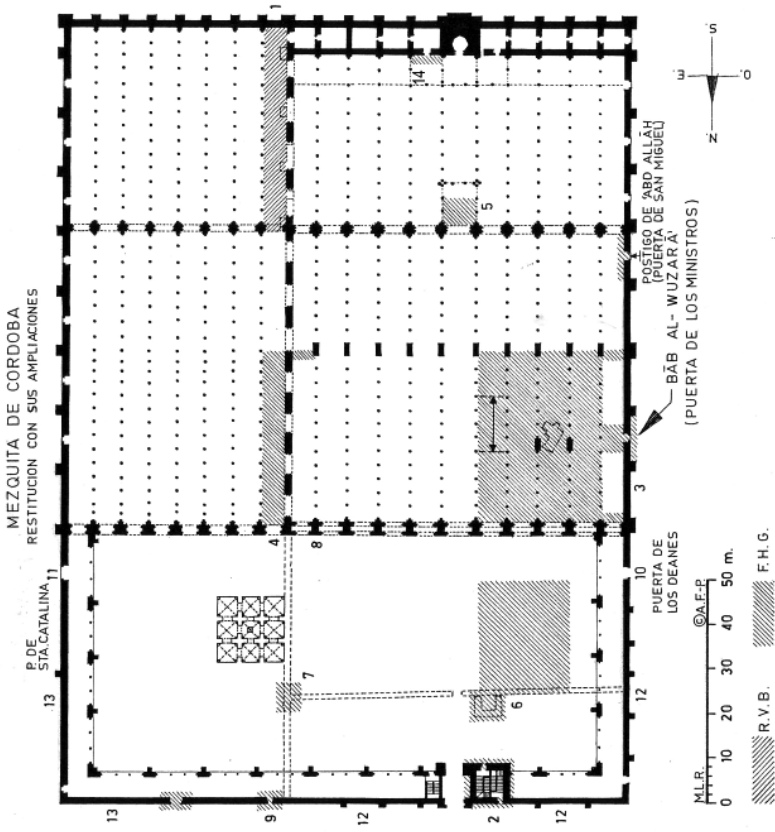 MEZQUITA DE CORDOBA
RESTITUCION CON SUS AMPLIACIONES
P. DE
STA. CATALINA
13
11
13
9
12
4
8
7
1
14
5
6
2
12
12
10
3
PUERTA DE
LOS DEANES
POSTIGO DE ʿABD ALLĀH
(PUERTA DE SAN MIGUEL)
BĀB AL-WUZARĀʾ
(PUERTA DE LOS MINISTROS)
S.
E.
O.
N.
M.L.R.
©A.F.-P.
0 10 20 30 40 50 m.
R.V.B.
F.H.G.